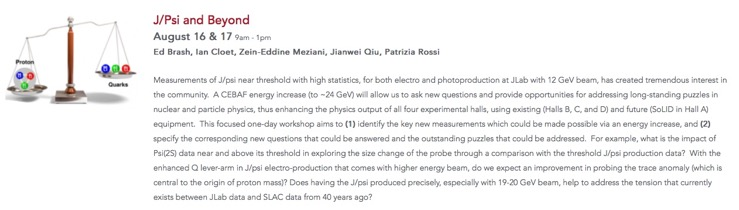 J/Psi and Beyond
August 16 & 17 9am - 1pm
Ed Brash, Ian Cloet, Zein-Eddine Meziani, Jianwei Qiu, Patrizia Rossi
Proton
Quarks
Measurements of J/psi near threshold with high statistics, for both electro and photoproduction at JLab with 12 GeV beam, has created tremendous interest in
the community. A CEBAF energy increase (to ~24 GeV) will allow us to ask new questions and provide opportunities for addressing long-standing puzzles in
nuclear and particle physics, thus enhancing the physics output of all four experimental halls, using existing (Halls B, C, and D) and future (SoLID in Hall A)
equipment. This focused one-day workshop aims to (1) identify the key new measurements which could be made possible via an energy increase, and (2)
specify the corresponding new questions that could be answered and the outstanding puzzles that could be addressed. For example, what is the impact of
Psi(2S) data near and above its threshold in exploring the size change of the probe through a comparison with the threshold J/psi production data? With the
enhanced Q lever-arm in J/psi electro-production that comes with higher energy beam, do we expect an improvement in probing the trace anomaly (which is
central to the origin of proton mass)? Does having the J/psi produced precisely, especially with 19-20 GeV beam, help to address the tension that currently
exists between JLab data and SLAC data from 40 years ago?